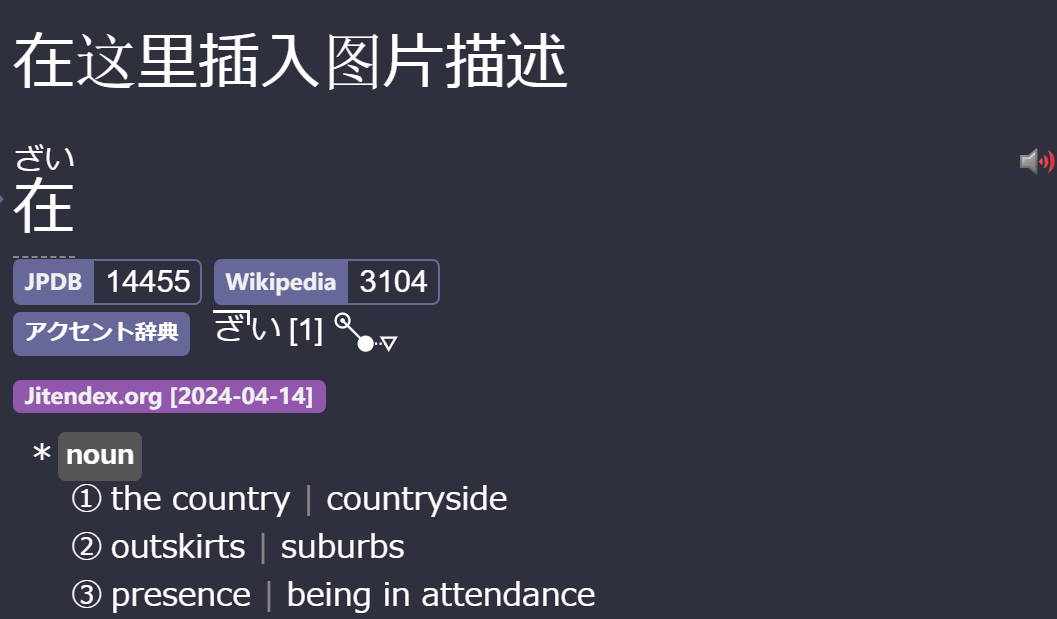 在这里插入图片描述
ざい
在
JPDB 14455 Wikipedia 3104
アクセント辞典 ざい [1]
Jitendex.org [2024-04-14]
* noun
① the country | countryside
② outskirts | suburbs
③ presence | being in attendance